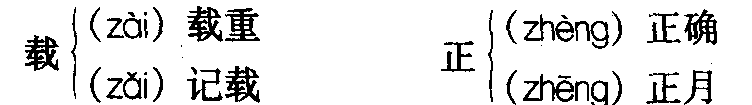 载 { (zài) 载重
(zǎi) 记载
正 { (zhèng) 正确
(zhēng) 正月